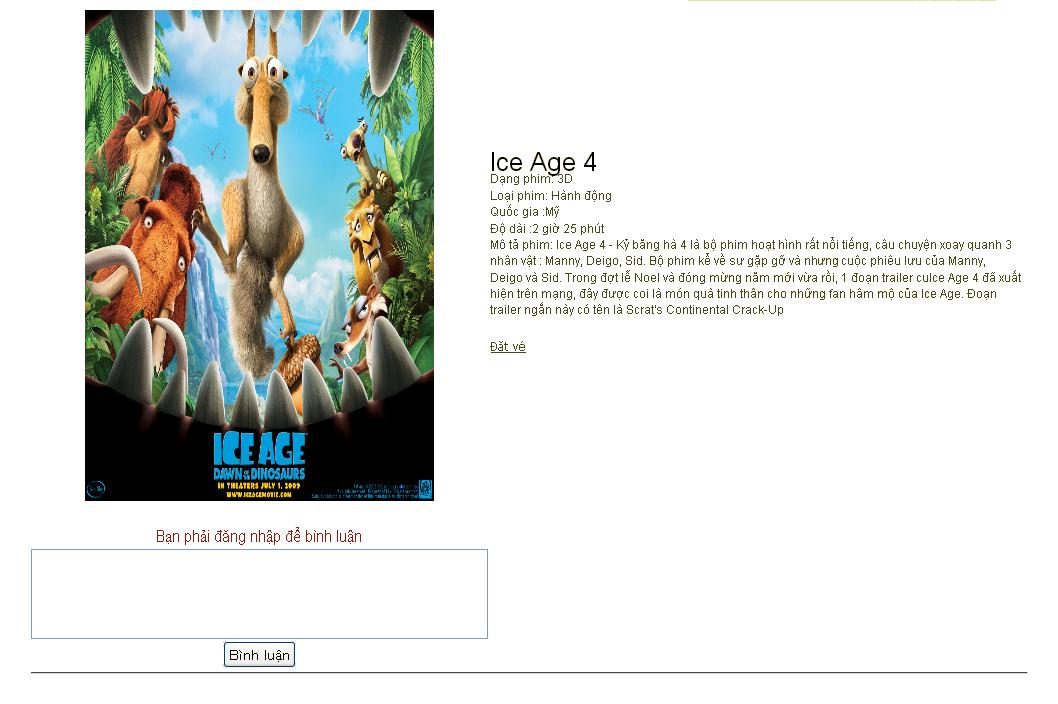 Ice Age 4
Dạng phim: 3D
Loại phim: Hành động
Quốc gia :Mỹ
Độ dài :2 giờ 25 phút
Mô tả phim: Ice Age 4 - Kỷ băng hà 4 là bộ phim hoạt hình rất nổi tiếng, câu chuyện xoay quanh 3
nhân vật : Manny, Deigo, Sid. Bộ phim kể về sư gặp gỡ và nhưng cuộc phiêu lưu của Manny,
Deigo và Sid. Trong đợt lễ Noel và đóng mừng năm mới vừa rồi, 1 đoạn trailer cuIce Age 4 đã xuất
hiện trên mạng, đây được coi là món quà tinh thân cho những fan hâm mộ của Ice Age. Đoạn
trailer ngắn này có tên là Scrat's Continental Crack-Up
Đặt vé
ICE AGE
DAWN OF THE DINOSAURS
IN THEATERS JULY 1, 2009
WWW.ICEAGEMOVIE.COM
Bạn phải đăng nhập để bình luận
Bình luận